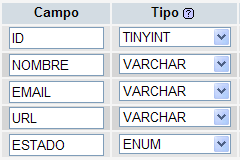 Campo Tipo ?
ID TINYINT
NOMBRE VARCHAR
EMAIL VARCHAR
URL VARCHAR
ESTADO ENUM